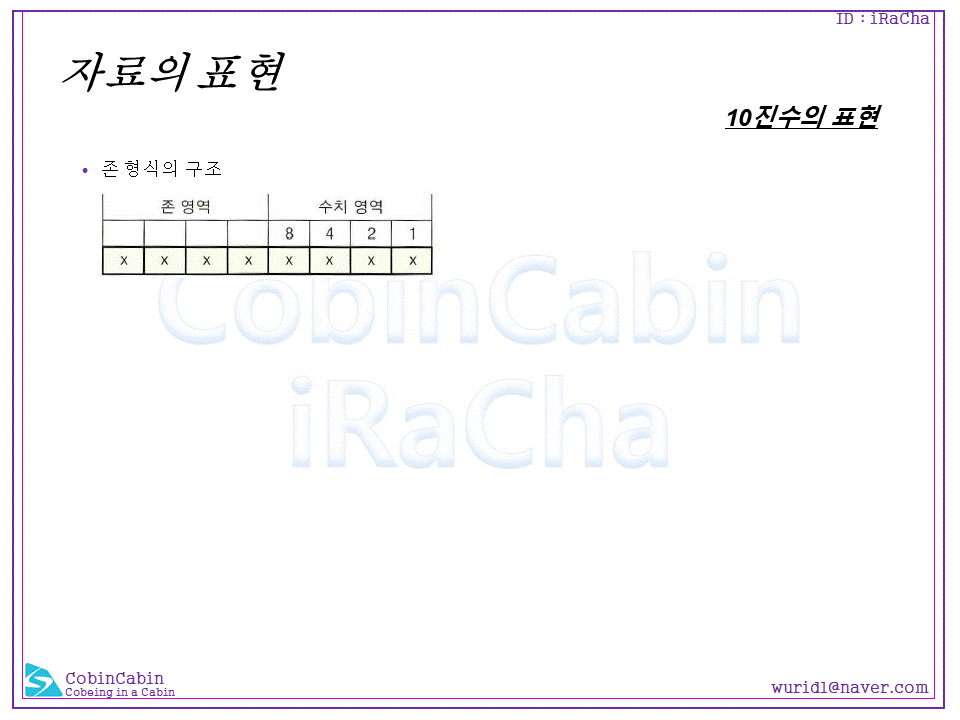 ID : iRaCha
자료의 표현
10진수의 표현
• 존 형식의 구조
존 영역 수치 영역
8 4 2 1
x x x x x x x x
CobinCabin
iRaCha
CobinCabin
Cobeing in a Cabin
wuridl@naver.com